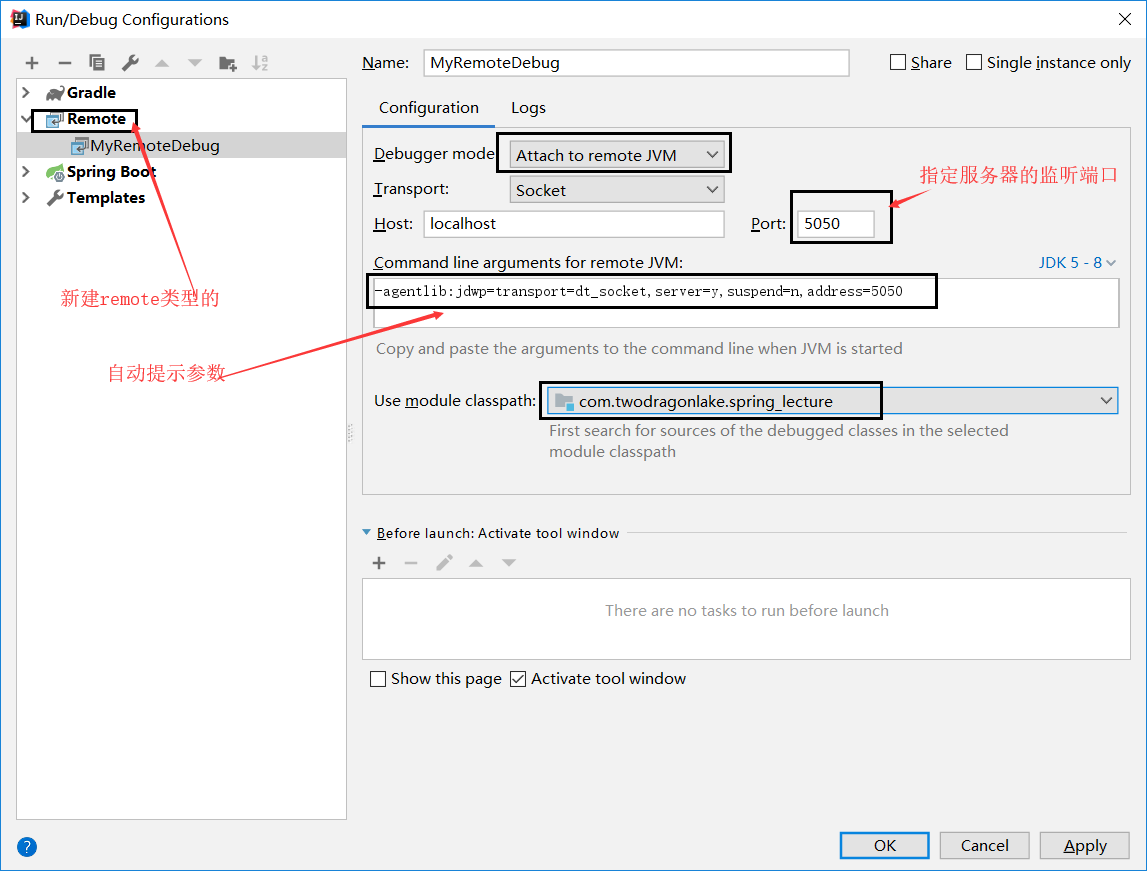 Run/Debug Configurations
Name: MyRemoteDebug
Share
Single instance only
Gradle
Remote
MyRemoteDebug
Spring Boot
Templates
Configuration
Logs
Debugger mode
Attach to remote JVM
Transport:
Socket
Host:
localhost
Port:
5050
指定服务器的监听端口
Command line arguments for remote JVM:
JDK 5 - 8
-agentlib:jdwp=transport=dt_socket,server=y,suspend=n,address=5050
新建remote类型的
Copy and paste the arguments to the command line when JVM is started
自动提示参数
Use module classpath:
com.twodragonlake.spring_lecture
First search for sources of the debugged classes in the selected
module classpath
Before launch: Activate tool window
There are no tasks to run before launch
Show this page
Activate tool window
?
OK
Cancel
Apply